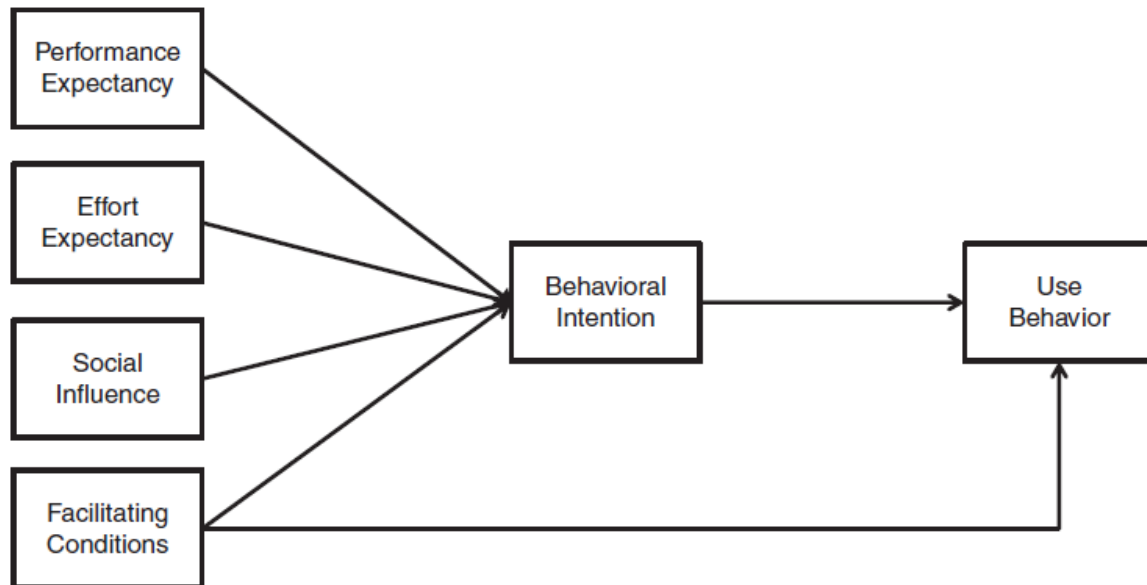 Performance
Expectancy
Effort
Expectancy
Social
Influence
Facilitating
Conditions
Behavioral
Intention
Use
Behavior